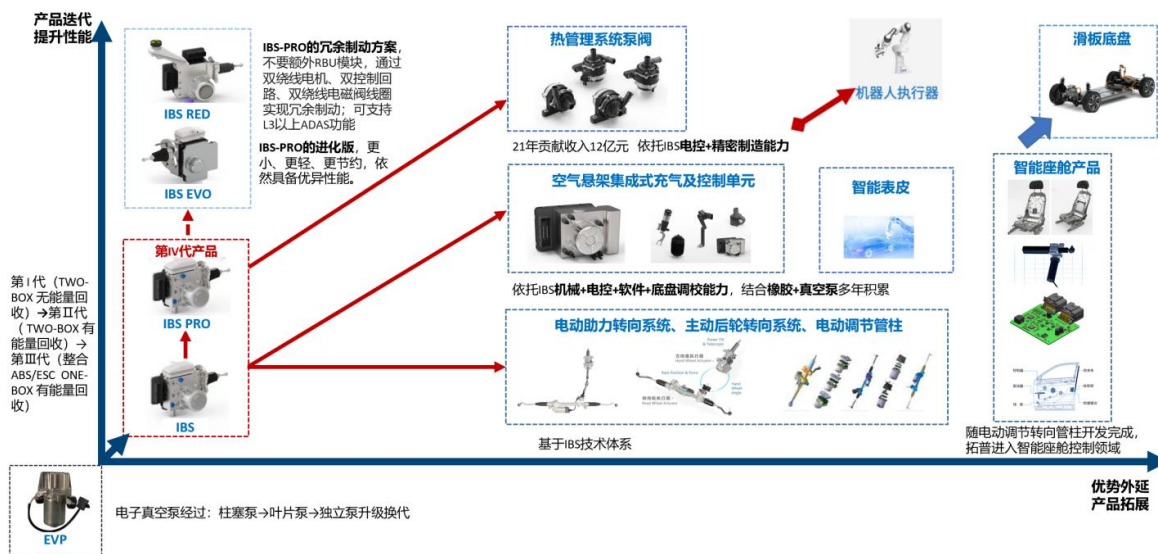 产品迭代
提升性能
IBS RED
IBS EVO
IBS-PRO的冗余制动方案，
不要额外RBU模块，通过
双绕线电机、双控制回
路、双绕线电磁阀线圈
实现冗余制动；可支持
L3以上ADAS功能
IBS-PRO的进化版，更
小、更轻、更节约，依
然具备优异性能。
第IV代产品
IBS PRO
IBS
第Ⅰ代（TWO-
BOX 无能量回
收）→第Ⅱ代
（TWO-BOX 有
能量回收）→
第Ⅲ代（整合
ABS/ESC ONE-
BOX 有能量回
收）
EVP
电子真空泵经过：柱塞泵→叶片泵→独立泵升级换代
热管理系统泵阀
21年贡献收入12亿元 依托IBS电控+精密制造能力
机器人执行器
滑板底盘
空气悬架集成式充气及控制单元
智能表皮
依托IBS机械+电控+软件+底盘调校能力，结合橡胶+真空泵多年积累
电动助力转向系统、主动后轮转向系统、电动调节管柱
基于IBS技术体系
智能座舱产品
随电动调节转向管柱开发完成，
拓普进入智能座舱控制领域
优势外延
产品拓展